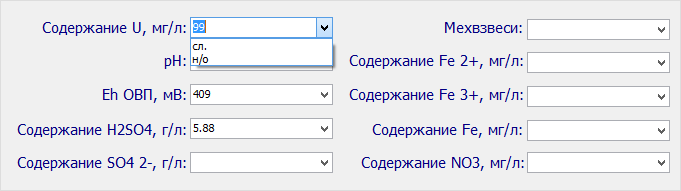 Содержание U, мг/л: 99
сл.
н/о
pH:
Eh ОВП, мВ: 409
Содержание H2SO4, г/л: 5.88
Содержание SO4 2-, г/л:
Мехвзвеси:
Содержание Fe 2+, мг/л:
Содержание Fe 3+, мг/л:
Содержание Fe, мг/л:
Содержание NO3, мг/л: